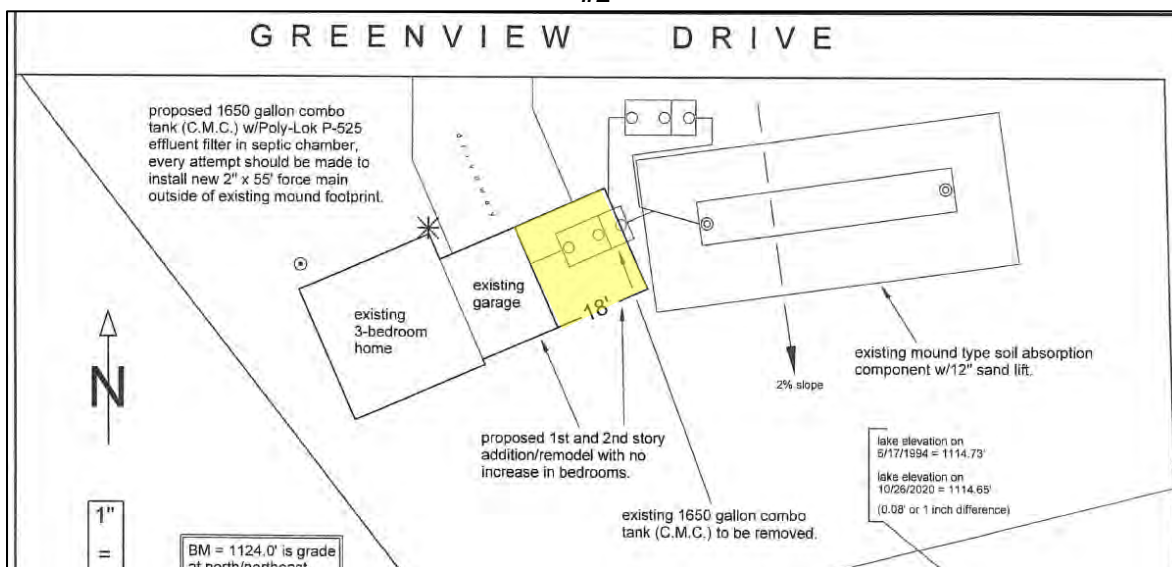 #2
GREENVIEW DRIVE
proposed 1650 gallon combo
tank (C.M.C.) w/Poly-Lok P-525
effluent filter in septic chamber,
every attempt should be made to
install new 2" x 55' force main
outside of existing mound footprint.
driveway
existing
garage
existing
3-bedroom
home
18'
N
2% slope
existing mound type soil absorption
component w/12" sand lift.
proposed 1st and 2nd story
addition/remodel with no
increase in bedrooms.
lake elevation on
6/17/1994 = 1114.73'
lake elevation on
10/26/2020 = 1114.65'
(0.08' or 1 inch difference)
existing 1650 gallon combo
tank (C.M.C.) to be removed.
1"
=
BM = 1124.0' is grade
at north/northeast